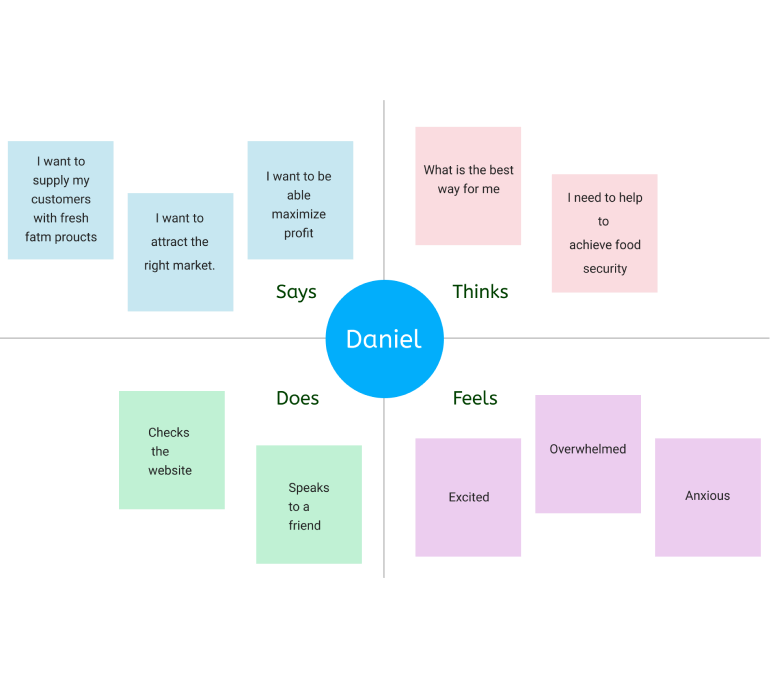 I want to
supply my
customers
with fresh
fatm proucts
I want to
attract the
right market.
I want to be
able
maximize
profit
Says
What is the best
way for me
I need to help
to
achieve food
security
Thinks
Daniel
Does
Checks
the
website
Speaks
to a
friend
Feels
Excited
Overwhelmed
Anxious